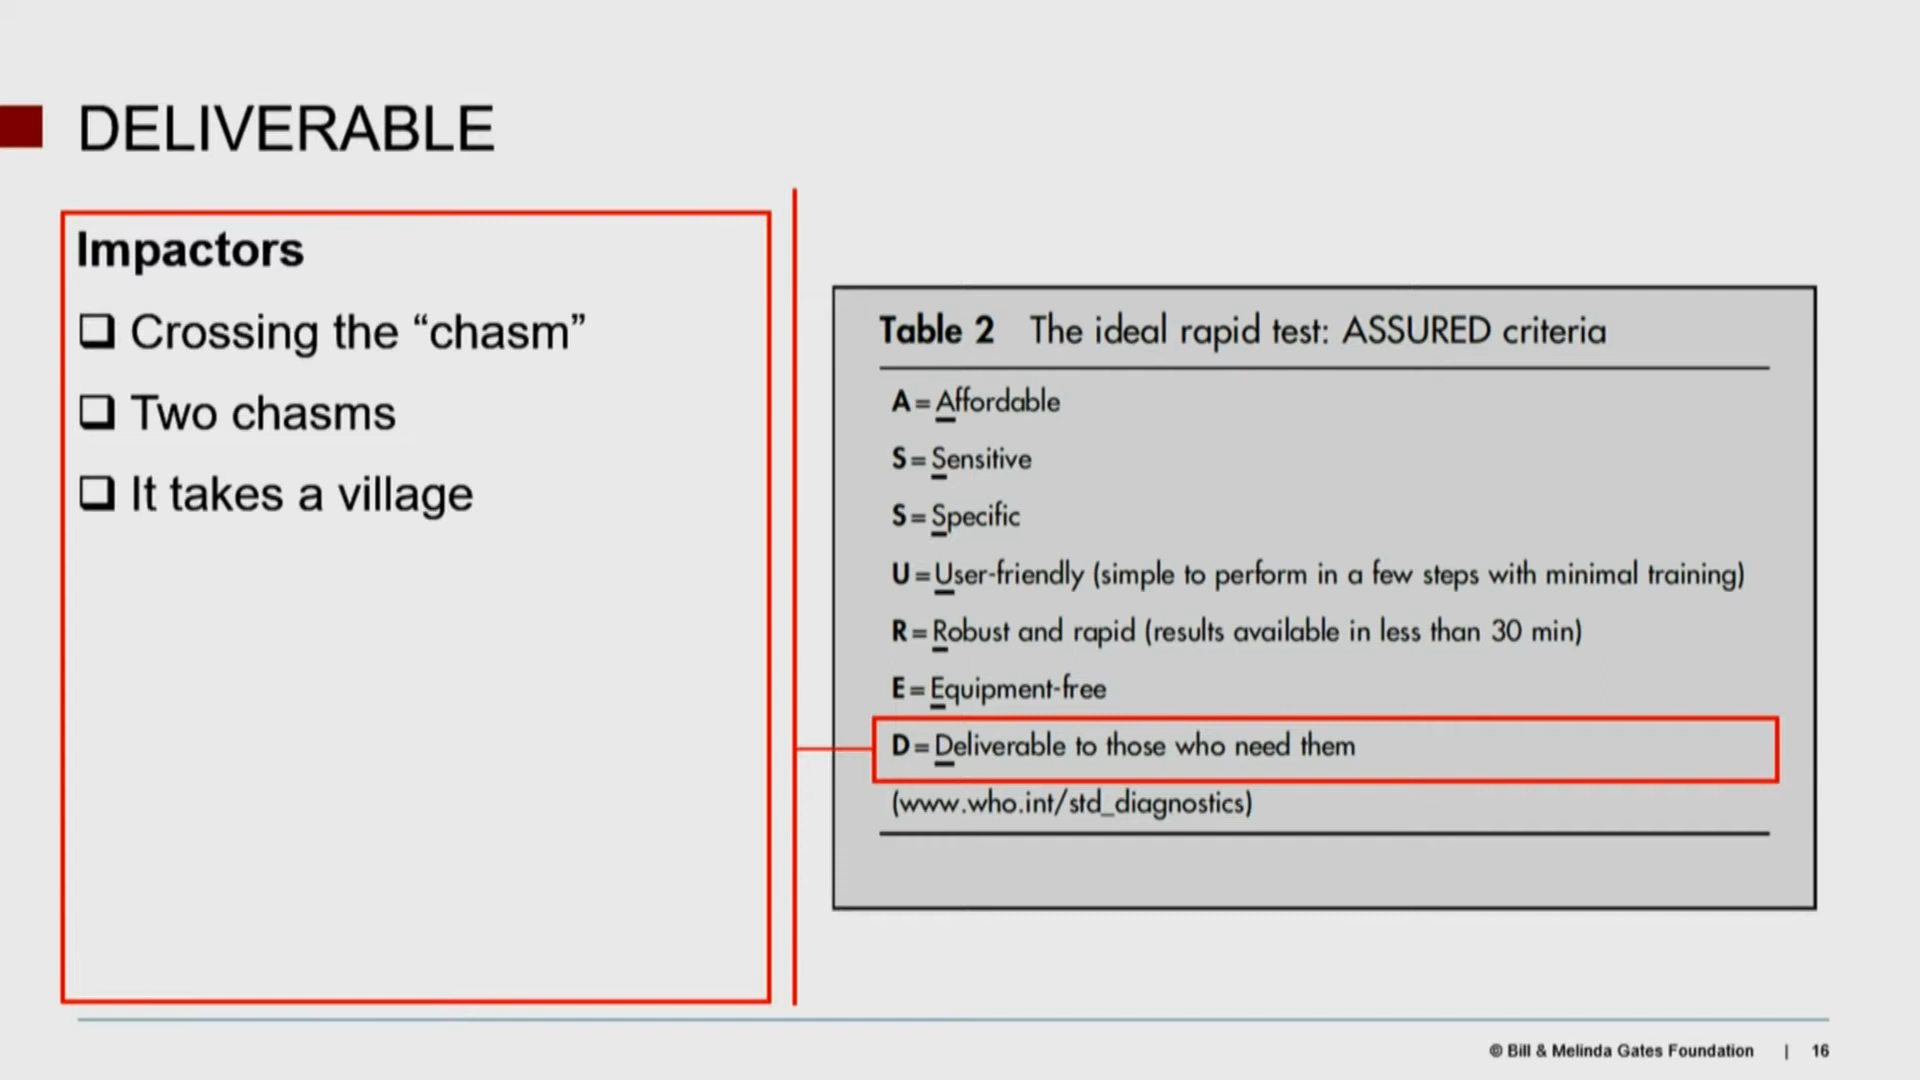 DELIVERABLE
Impactors
Crossing the “chasm”
Two chasms
It takes a village
Table 2 The ideal rapid test: ASSURED criteria
A = Affordable
S = Sensitive
S = Specific
U = User-friendly (simple to perform in a few steps with minimal training)
R = Robust and rapid (results available in less than 30 min)
E = Equipment-free
D = Deliverable to those who need them
(www.who.int/std_diagnostics)
© Bill & Melinda Gates Foundation | 16